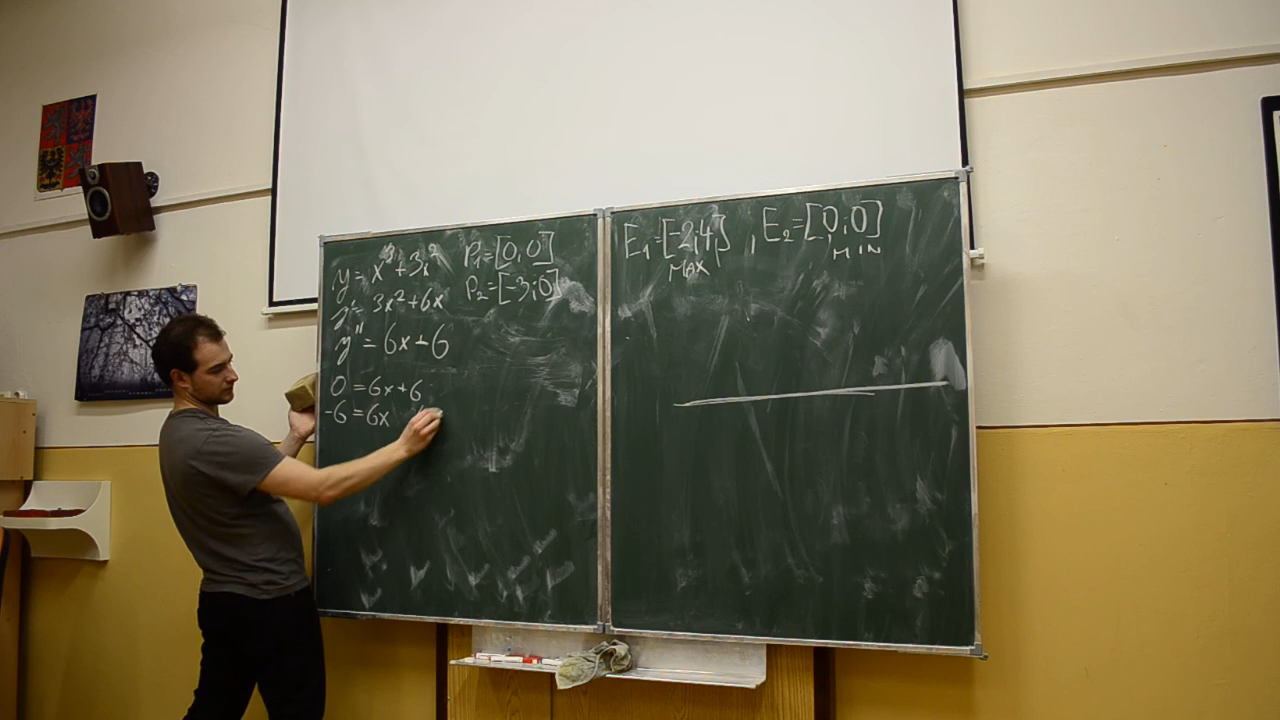 y = x³+3x²
y' = 3x²+6x
y'' = 6x+6
0 = 6x+6
-6 = 6x
P₁=[0,0]
P₂=[-3;0]
E₁=[-2;4] , E₂=[0;0]
MAX MIN